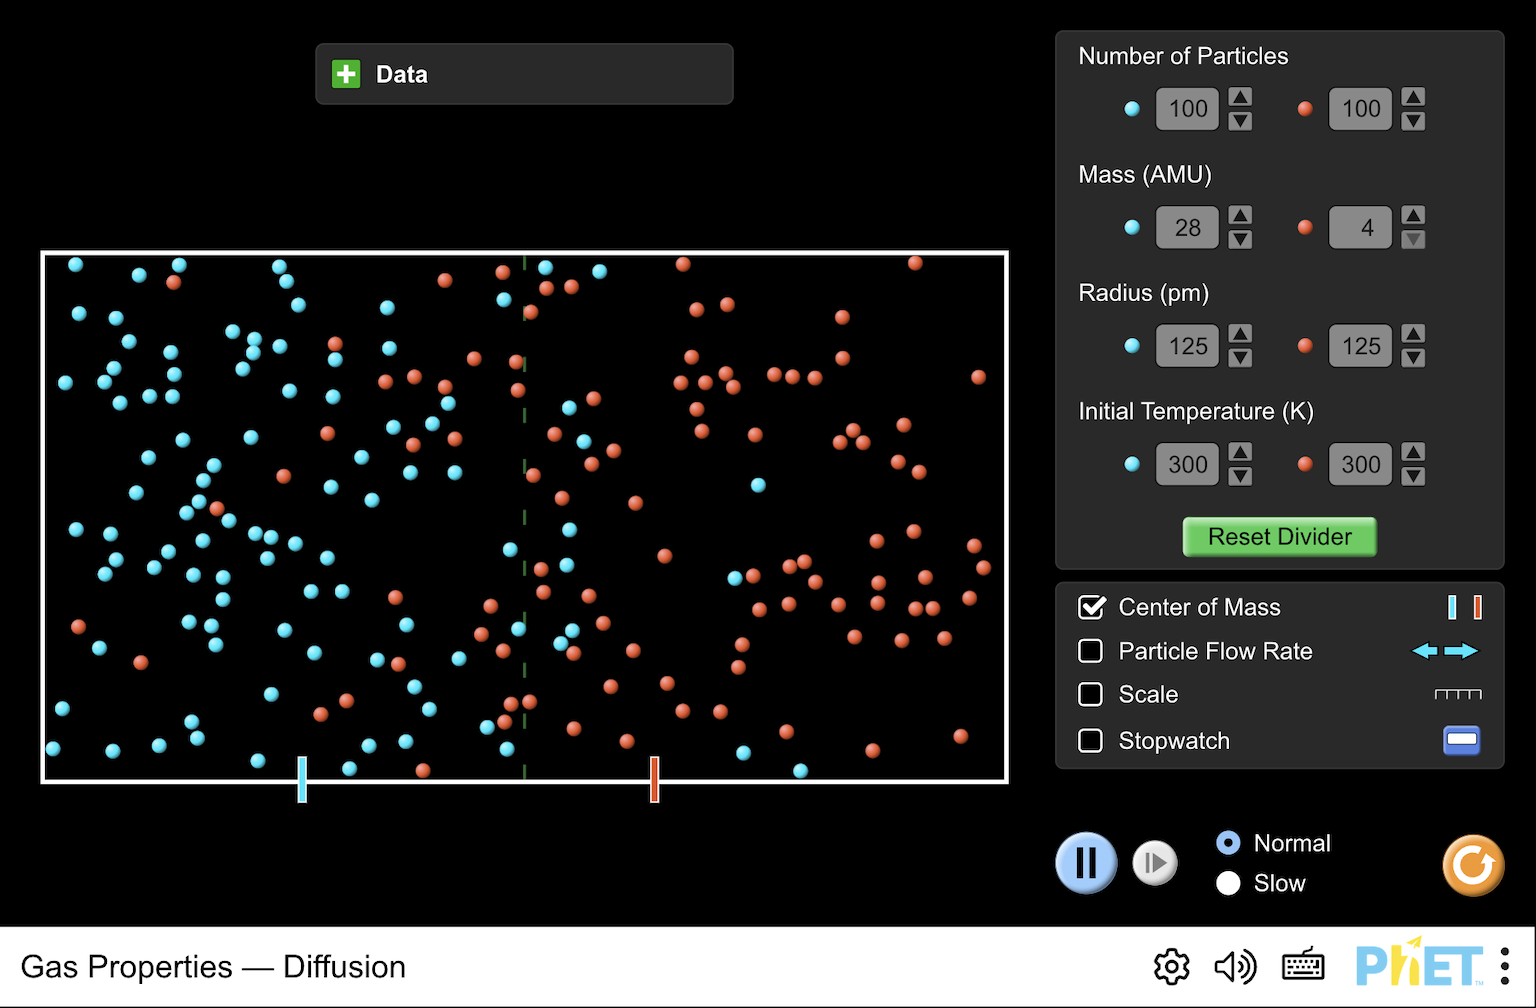 Data
Number of Particles
100 100
Mass (AMU)
28 4
Radius (pm)
125 125
Initial Temperature (K)
300 300
Reset Divider
Center of Mass
Particle Flow Rate
Scale
Stopwatch
Normal
Slow
Gas Properties — Diffusion
PhET™